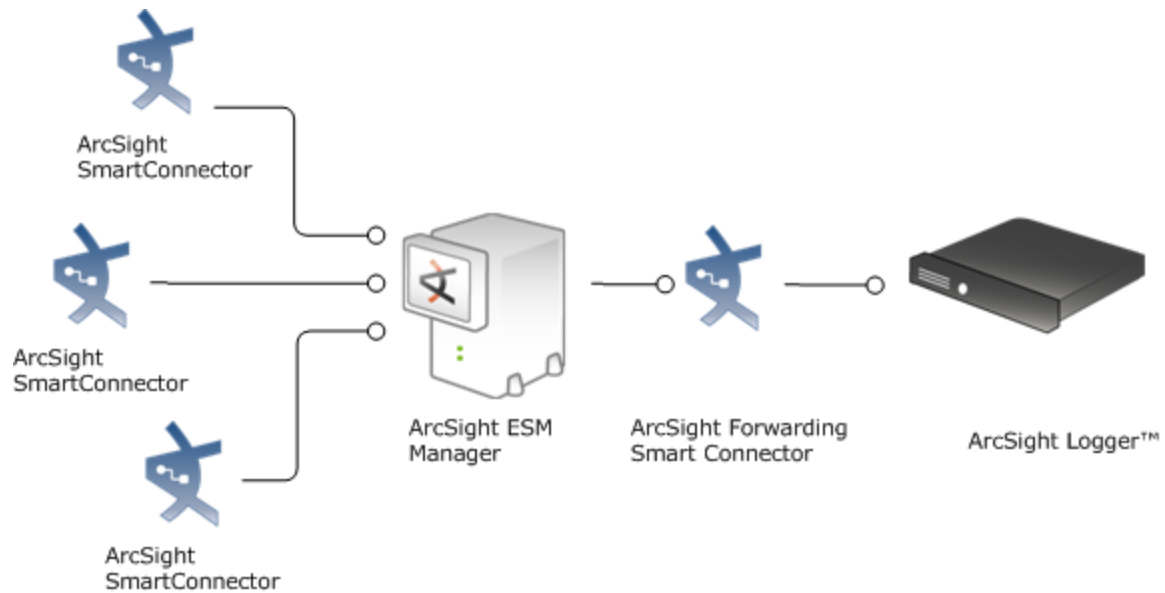 ArcSight
SmartConnector
ArcSight
SmartConnector
ArcSight
SmartConnector
ArcSight ESM
Manager
ArcSight Forwarding
Smart Connector
ArcSight Logger™